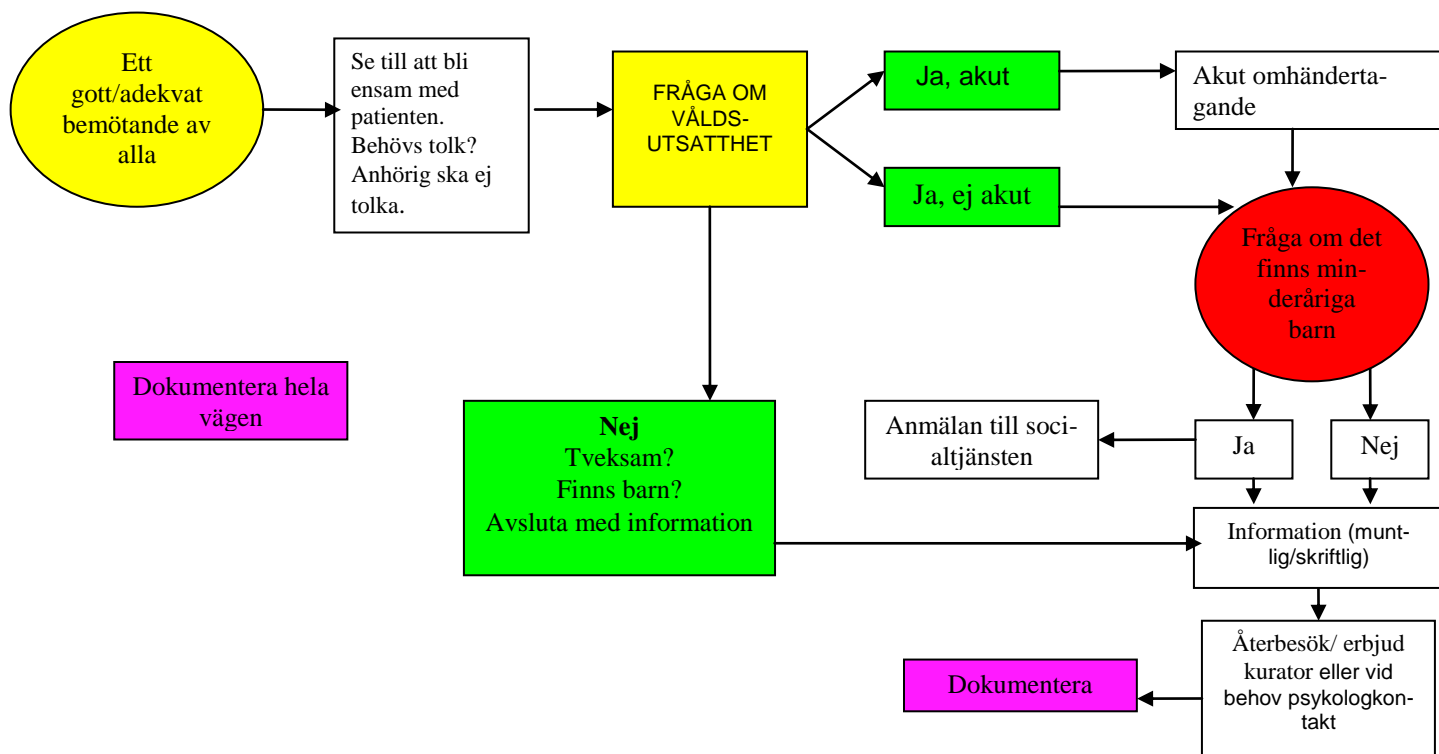 Ett
gott/adekvat
bemötande av
alla
Se till att bli
ensam med
patienten.
Behövs tolk?
Anhörig ska ej
tolka.
FRÅGA OM
VÅLDS-
UTSATTHET
Ja, akut
Akut omhänderta-
gande
Ja, ej akut
Fråga om det
finns min-
deråriga
barn
Dokumentera hela
vägen
Nej
Tveksam?
Finns barn?
Avsluta med information
Anmälan till soci-
altjänsten
Ja
Nej
Information (munt-
lig/skriftlig)
Återbesök/ erbjud
kurator eller vid
behov psykologkon-
takt
Dokumentera